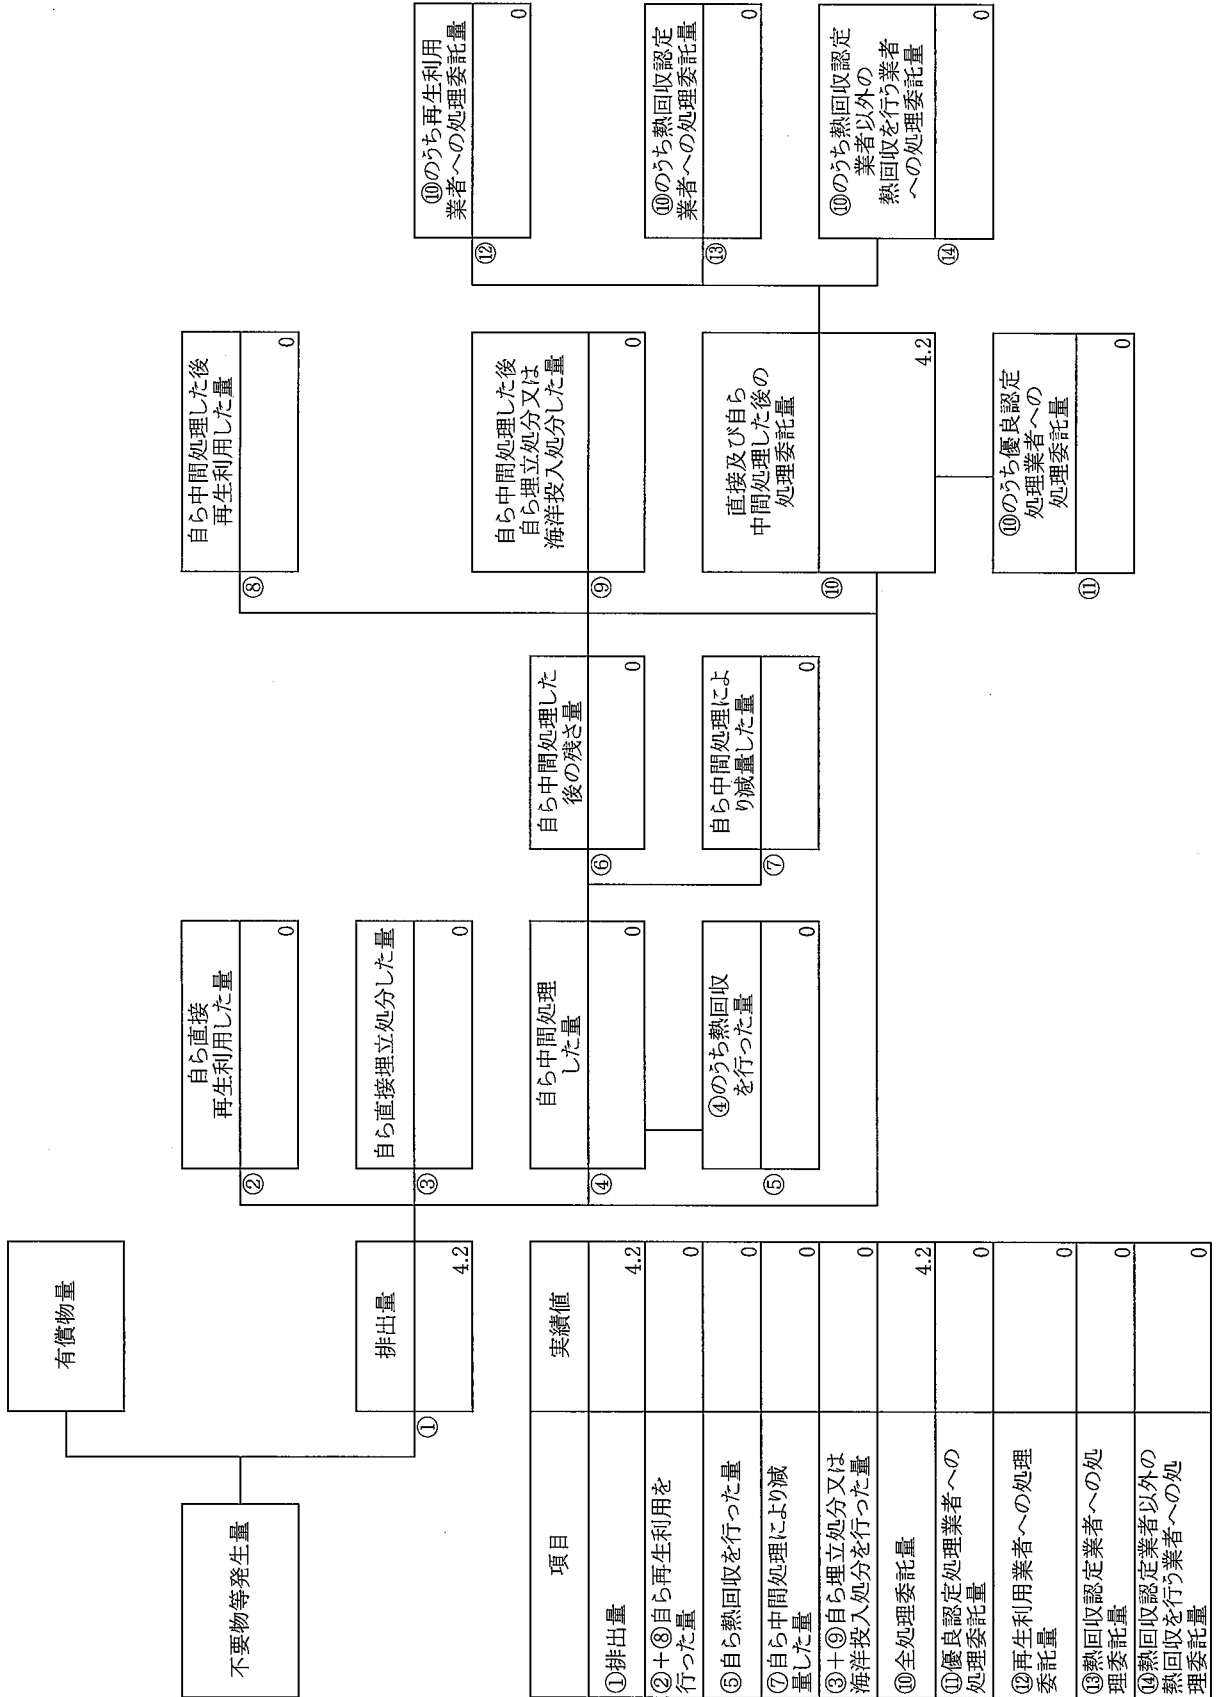 不要物等発生量
有償物量
①
排出量
4.2
②
自ら直接
再生利用した量
0
③
自ら直接埋立処分した量
0
④
自ら中間処理
した量
0
⑤
④のうち熱回収
を行った量
0
⑥
自ら中間処理した
後の残さ量
0
⑦
自ら中間処理によ
り減量した量
0
⑧
自ら中間処理した後
再生利用した量
0
⑨
自ら中間処理した後
自ら埋立処分又は
海洋投入処分した量
0
⑩
直接及び自ら
中間処理した後の
処理委託量
4.2
⑪
⑩のうち優良認定
処理業者への
処理委託量
0
⑫
⑩のうち再生利用
業者への処理委託量
0
⑬
⑩のうち熱回収認定
業者への処理委託量
0
⑭
⑩のうち熱回収認定
業者以外の
熱回収を行う業者
への処理委託量
0
項目
実績値
①排出量
4.2
②+⑧自ら再生利用を
行った量
0
⑤自ら熱回収を行った量
0
⑦自ら中間処理により減
量した量
0
③+⑨自ら埋立処分又は
海洋投入処分を行った量
0
⑩全処理委託量
4.2
⑪優良認定処理業者への
処理委託量
0
⑫再生利用業者への処理
委託量
0
⑬熱回収認定業者への処
理委託量
0
⑭熱回収認定業者以外の
熱回収を行う業者への処
理委託量
0